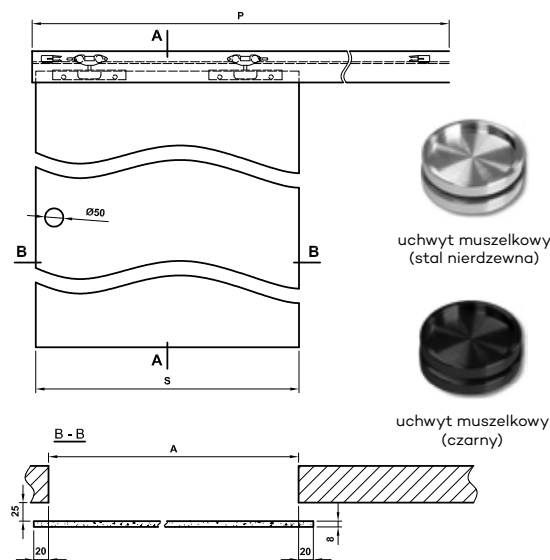 P
A
Ø50
B
B
A
S
uchwyt muszelkowy
(stal nierdzewna)
uchwyt muszelkowy
(czarny)
B - B
A
25
8
20
20